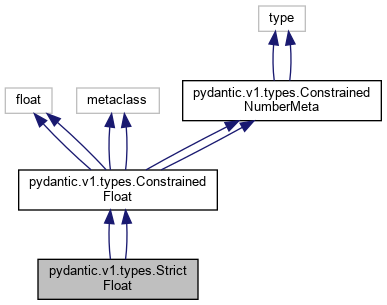 type
float
metaclass
pydantic.v1.types.Constrained
NumberMeta
pydantic.v1.types.Constrained
Float
pydantic.v1.types.Strict
Float